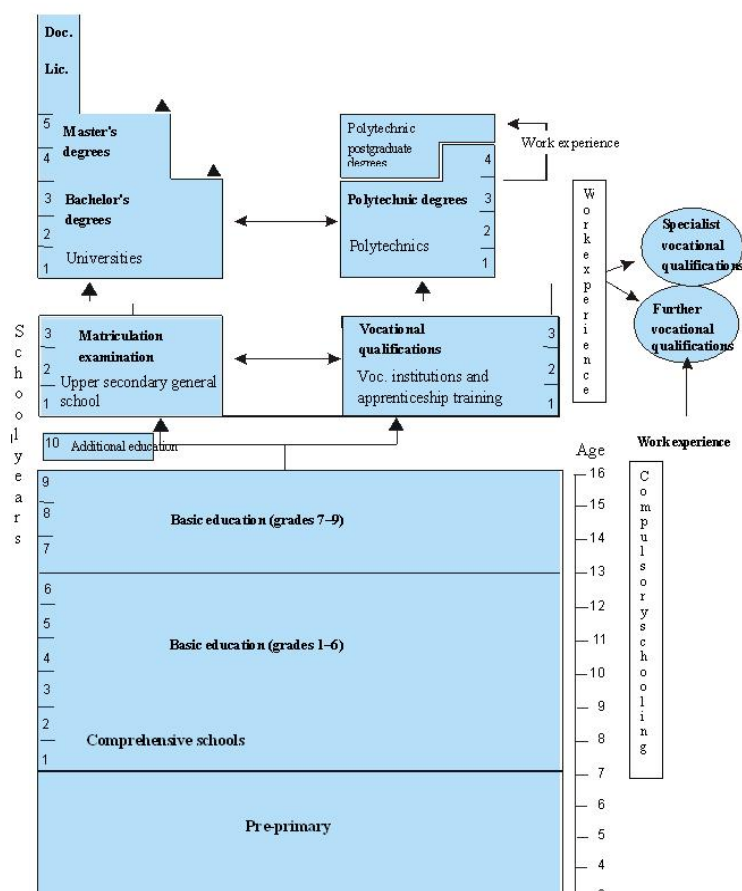 Doc.
Lic.
5
4
Master's
degrees
3
2
1
Bachelor's
degrees
Universities
Polytechnic
postgraduate
degrees
Work experience
4
3
2
1
Polytechnic degrees
Polytechnics
Workexperience
Specialist
vocational
qualifications
Further
vocational
qualifications
Work experience
Schoolyears
3
2
1
Matriculation
examination
Upper secondary general
school
Vocational
qualifications
Voc. institutions and
apprenticeship training
3
2
1
10 Additional education
9
8
7
Basic education (grades 7–9)
6
5
4
3
2
1
Basic education (grades 1–6)
Comprehensive schools
Pre-primary
Age
16
15
14
13
12
11
10
9
8
7
6
5
4
Compulsoryschooling